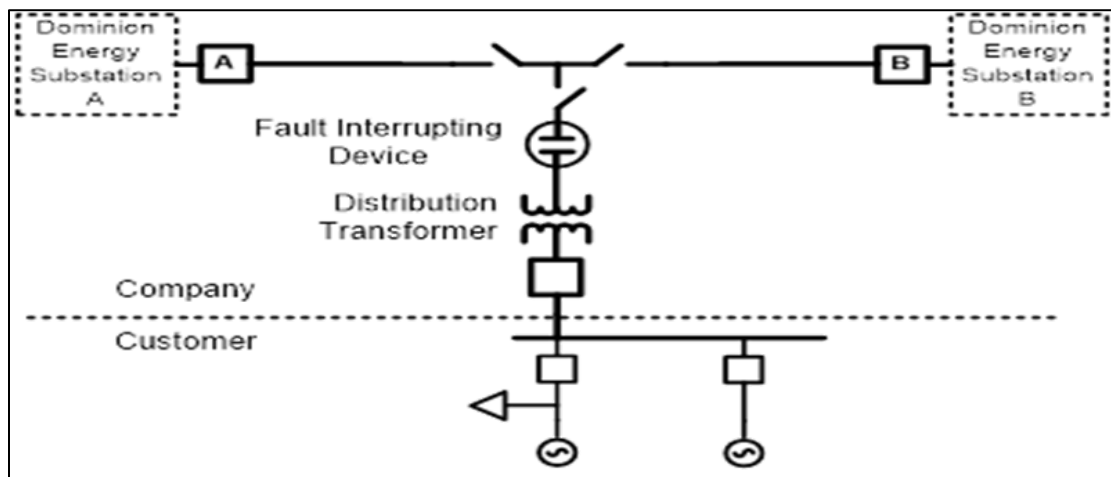 Dominion
Energy
Substation
A
A
B
Dominion
Energy
Substation
B
Fault Interrupting
Device
Distribution
Transformer
Company
Customer